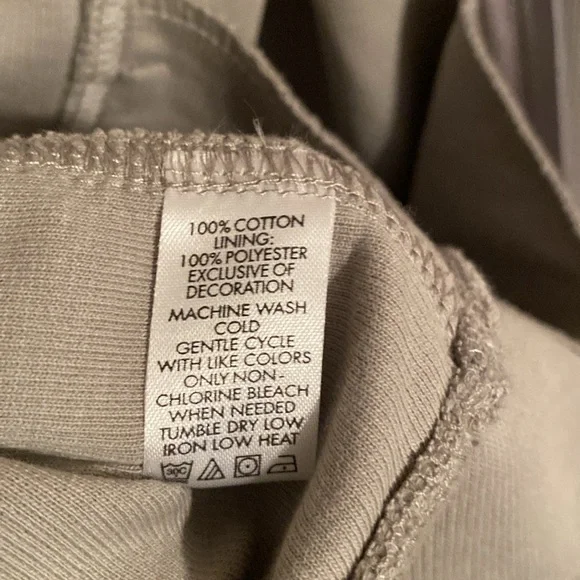 100% COTTON
LINING:
100% POLYESTER
EXCLUSIVE OF
DECORATION
MACHINE WASH
COLD
GENTLE CYCLE
WITH LIKE COLORS
ONLY NON-
CHLORINE BLEACH
WHEN NEEDED
TUMBLE DRY LOW
IRON LOW HEAT
30C